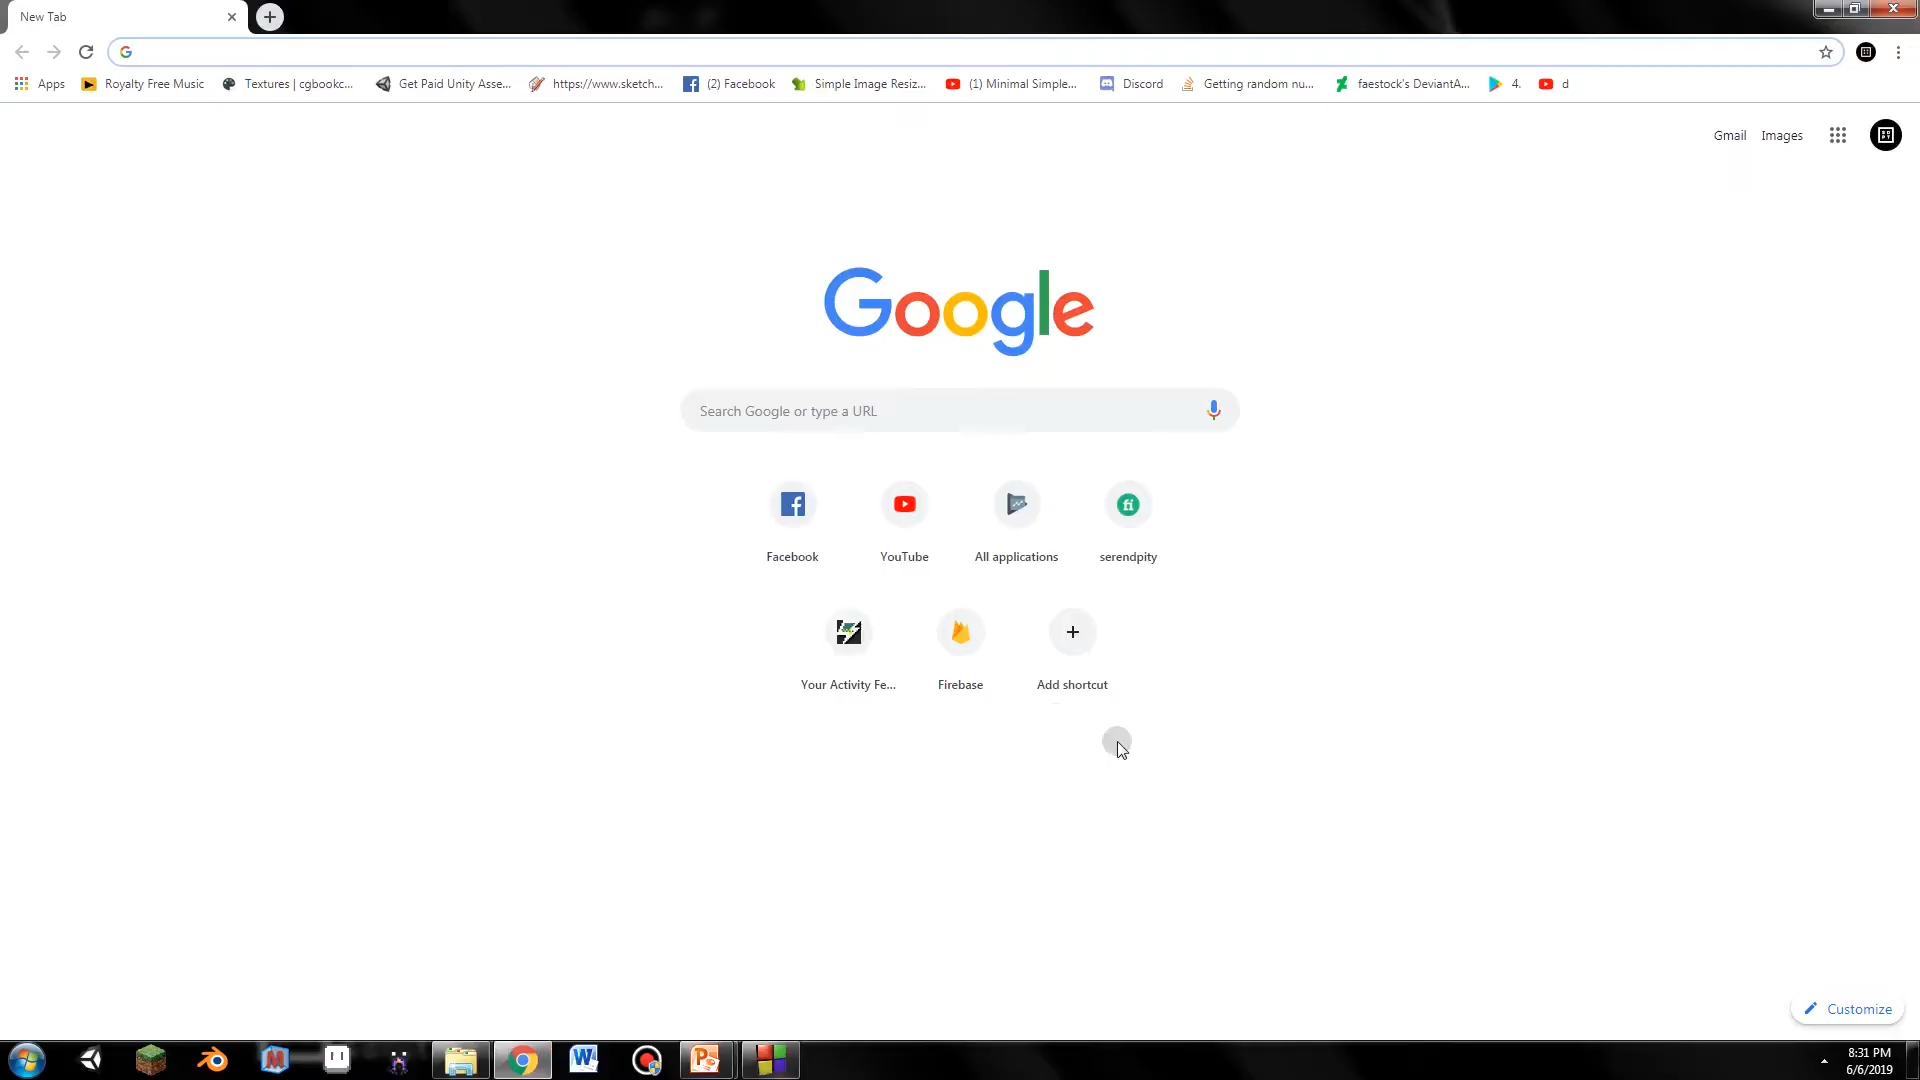 New Tab
Apps Royalty Free Music Textures | cgbookc... Get Paid Unity Asse... https://www.sketch... (2) Facebook Simple Image Resiz... (1) Minimal Simple... Discord Getting random nu... faestock's DeviantA... 4. d
Gmail Images
Google
Search Google or type a URL
Facebook YouTube All applications serendpity
Your Activity Fe... Firebase Add shortcut
Customize
8:31 PM
6/6/2019